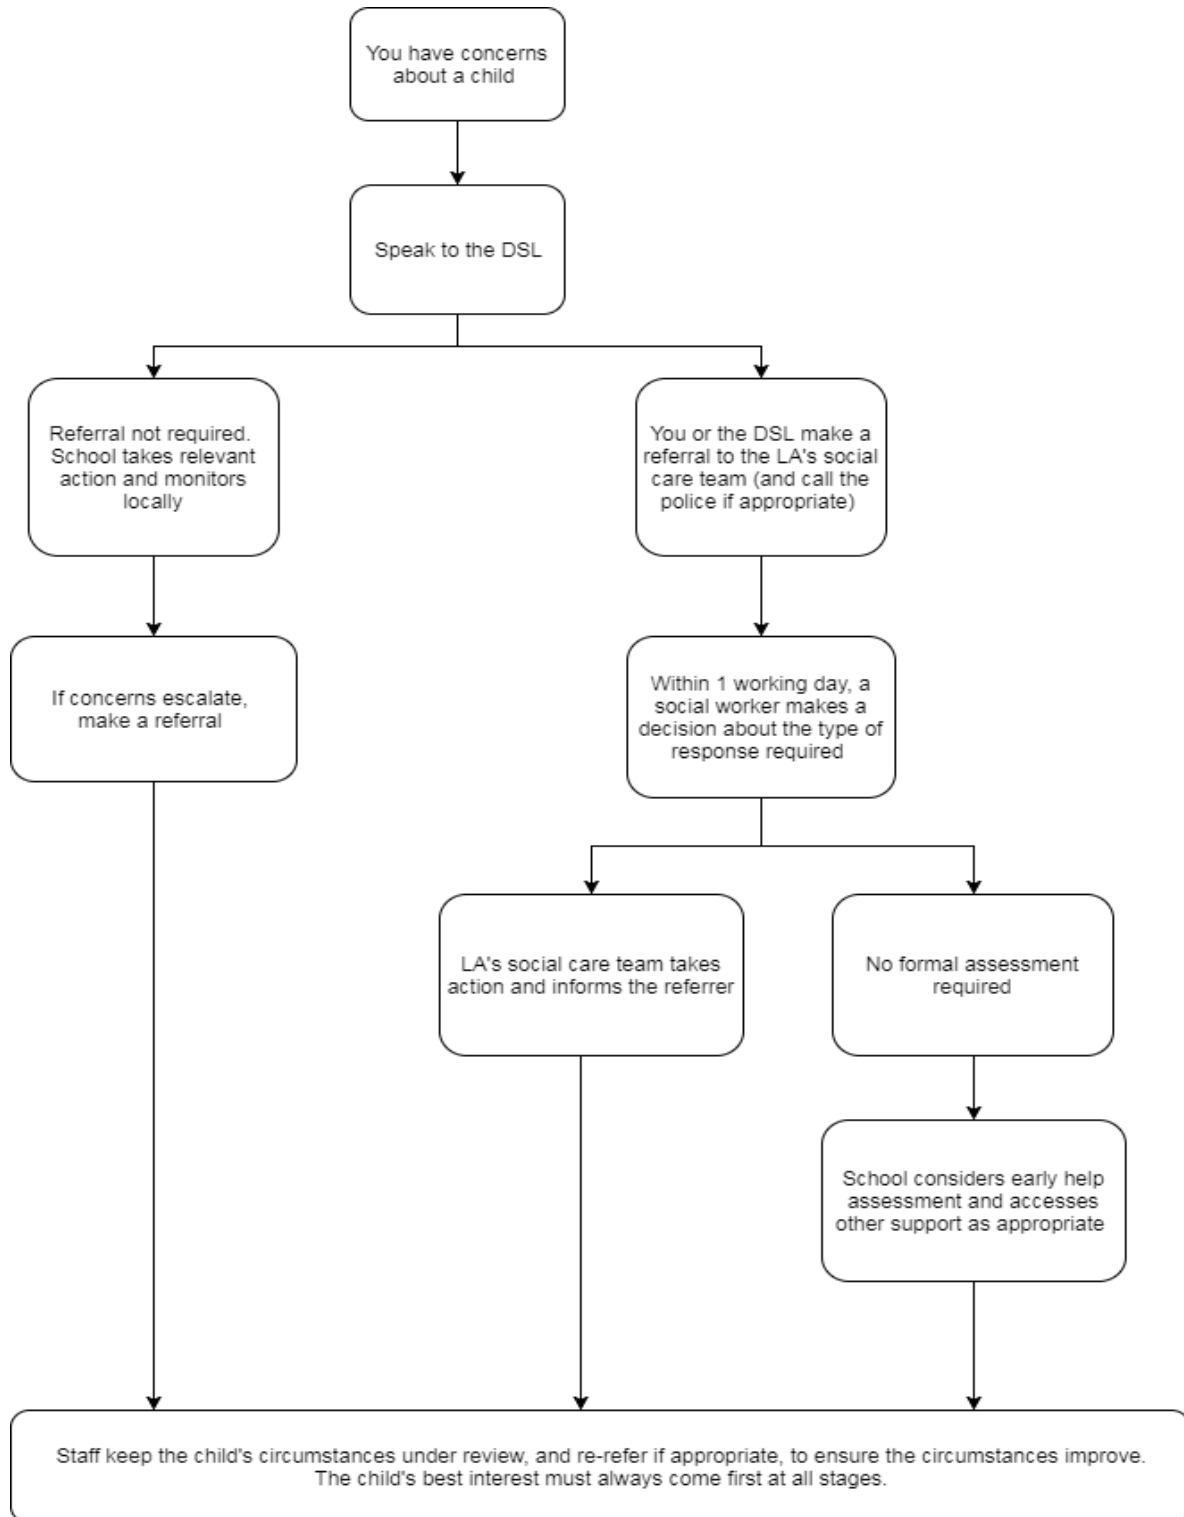 You have concerns
about a child
Speak to the DSL
Referral not required.
School takes relevant
action and monitors
locally
You or the DSL make a
referral to the LA's social
care team (and call the
police if appropriate)
If concerns escalate,
make a referral
Within 1 working day, a
social worker makes a
decision about the type of
response required
LA's social care team takes
action and informs the referrer
No formal assessment
required
School considers early help
assessment and accesses
other support as appropriate
Staff keep the child's circumstances under review, and re-refer if appropriate, to ensure the circumstances improve.
The child's best interest must always come first at all stages.